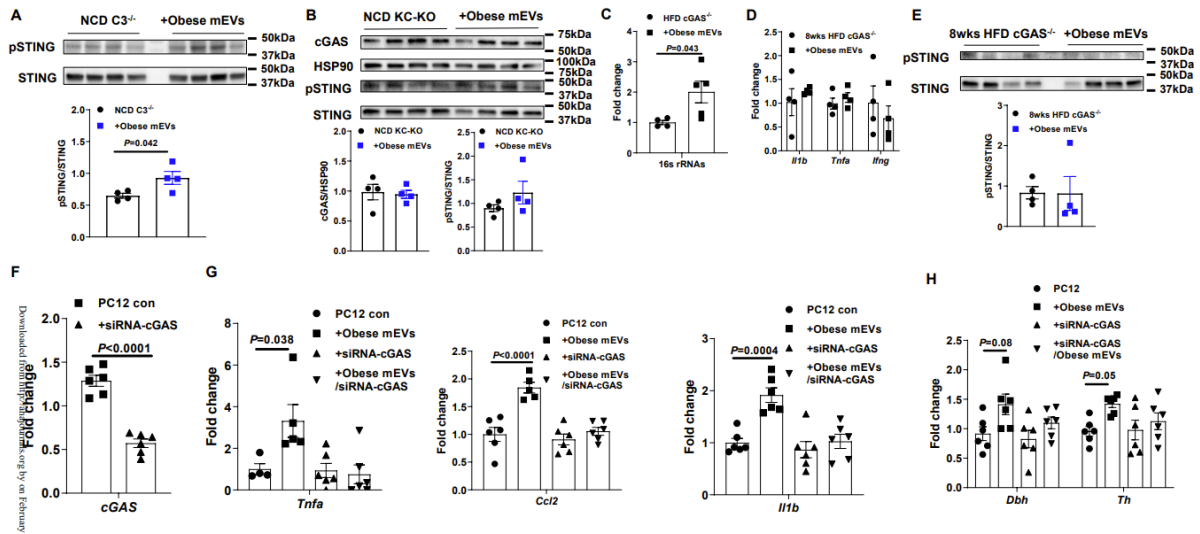 A
NCD C3-/-
+Obese mEVs
pSTING
50kDa
37kDa
STING
50kDa
37kDa
NCD C3-/-
+Obese mEVs
P=0.042
pSTING/STING
2.0
1.5
1.0
0.5
0.0
B
NCD KC-KO
+Obese mEVs
cGAS
75kDa
50kDa
HSP90
100kDa
75kDa
pSTING
50kDa
37kDa
STING
50kDa
37kDa
NCD KC-KO
+Obese mEVs
cGAS/HSP90
2.0
1.5
1.0
0.5
0.0
NCD KC-KO
+Obese mEVs
pSTING/STING
2.5
2.0
1.5
1.0
0.5
0.0
C
HFD cGAS-/-
+Obese mEVs
P=0.043
Fold change
4
3
2
1
0
16s rRNAs
D
8wks HFD cGAS-/-
+Obese mEVs
Fold change
2.5
2.0
1.5
1.0
0.5
0.0
Il1b
Tnfa
Ifng
E
8wks HFD cGAS-/-
+Obese mEVs
pSTING
50kDa
37kDa
STING
50kDa
37kDa
8wks HFD cGAS-/-
+Obese mEVs
pSTING/STING
3
2
1
0
F
PC12 con
+siRNA-cGAS
P<0.0001
Fold change
2.0
1.5
1.0
0.5
0.0
cGAS
G
PC12 con
+Obese mEVs
+siRNA-cGAS
+Obese mEVs
/siRNA-cGAS
P=0.038
Fold change
8
6
4
2
0
Tnfa
PC12 con
+Obese mEVs
+siRNA-cGAS
+Obese mEVs
/siRNA-cGAS
P<0.0001
Fold change
2.5
2.0
1.5
1.0
0.5
0.0
Ccl2
PC12 con
+Obese mEVs
+siRNA-cGAS
+Obese mEVs
/siRNA-cGAS
P=0.0004
Fold change
3
2
1
0
Il1b
H
PC12
+Obese mEVs
+siRNA-cGAS
+siRNA-cGAS
/Obese mEVs
P=0.08
P=0.05
Fold change
2.5
2.0
1.5
1.0
0.5
0.0
Dbh
Th
Downloaded from by on February